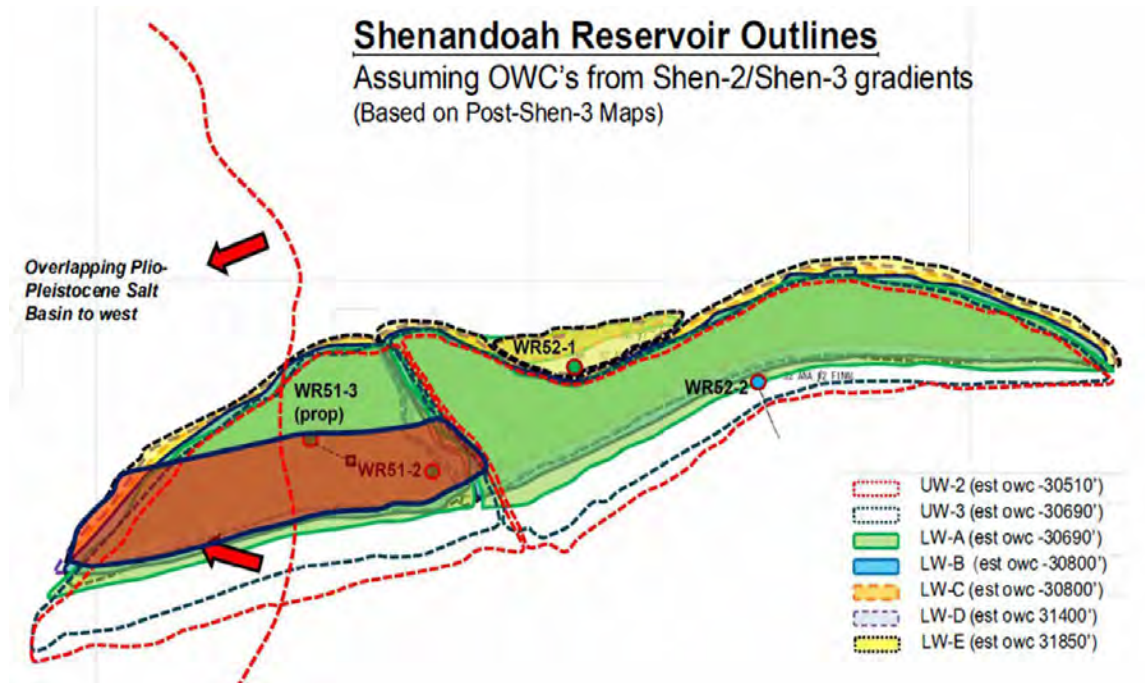 Shenandoah Reservoir Outlines
Assuming OWC's from Shen-2/Shen-3 gradients
(Based on Post-Shen-3 Maps)
Overlapping Plio-
Pleistocene Salt
Basin to west
WR52-1
WR51-3
(prop)
WR52-2
WR51-2
UW-2 (est owc -30510')
UW-3 (est owc -30690')
LW-A (est owc -30690')
LW-B (est owc -30800')
LW-C (est owc -30800')
LW-D (est owc 31400')
LW-E (est owc 31850')